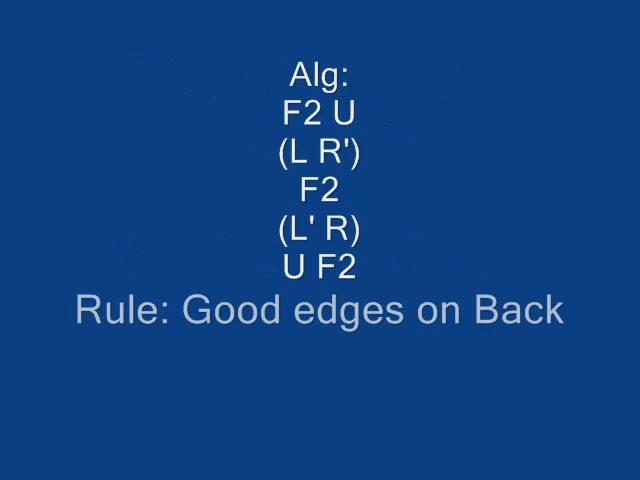 Alg:
F2 U
(L R')
F2
(L' R)
U F2
Rule: Good edges on Back